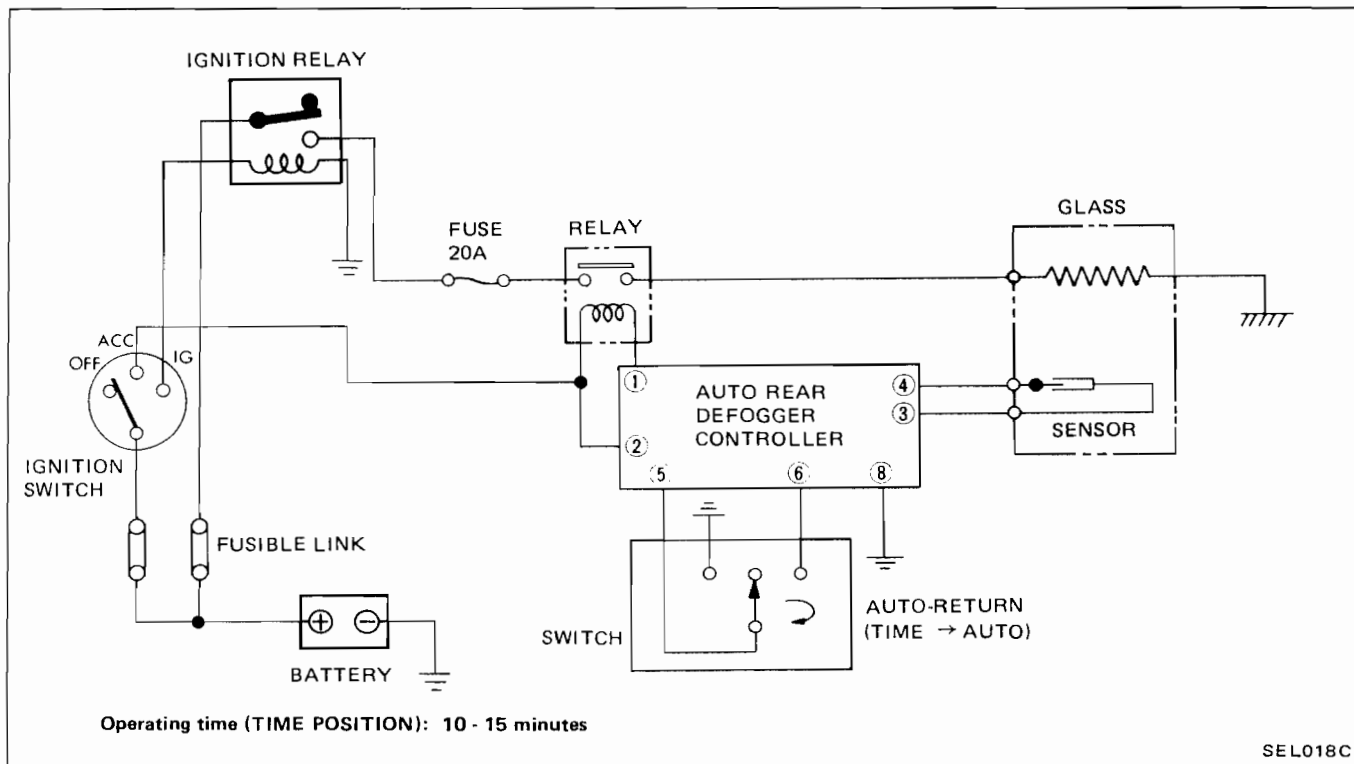 IGNITION RELAY
FUSE
20A
RELAY
GLASS
ACC
OFF
IG
IGNITION
SWITCH
1
2
AUTO REAR
DEFOGGER
CONTROLLER
4
3
5
6
8
SENSOR
FUSIBLE LINK
+
-
BATTERY
SWITCH
AUTO-RETURN
(TIME → AUTO)
Operating time (TIME POSITION): 10 - 15 minutes
SEL018C